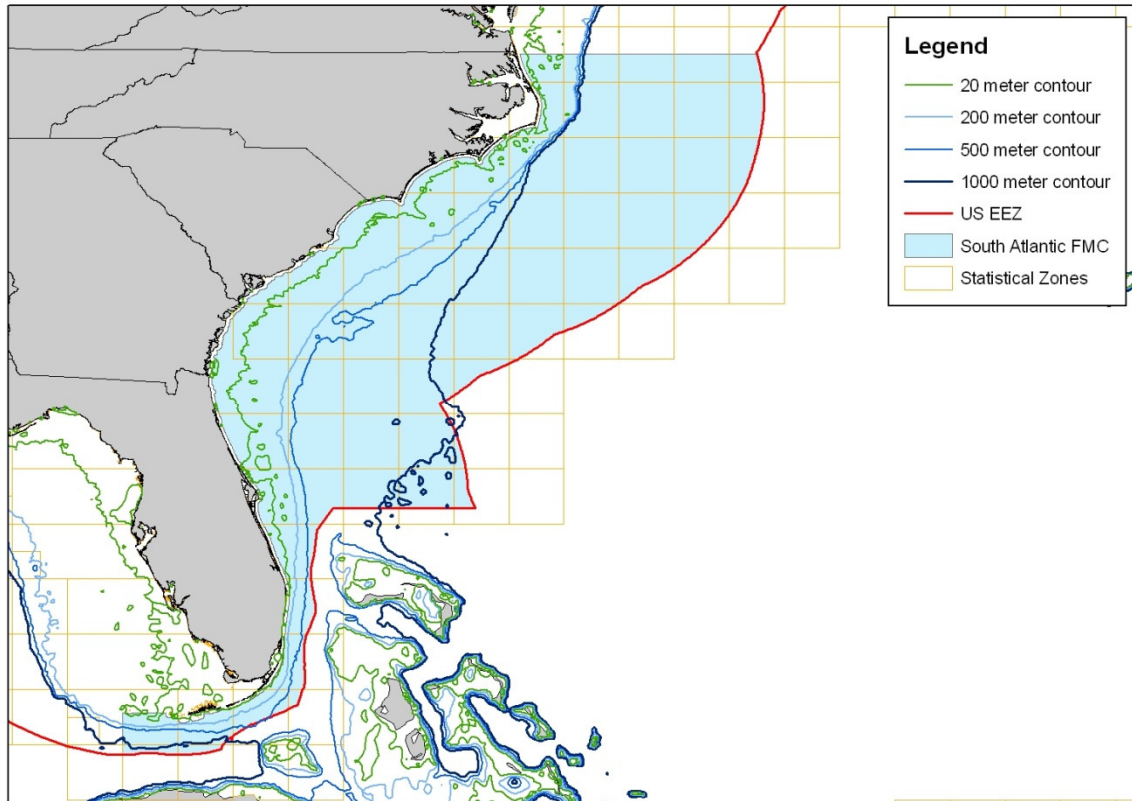 Legend
20 meter contour
200 meter contour
500 meter contour
1000 meter contour
US EEZ
South Atlantic FMC
Statistical Zones